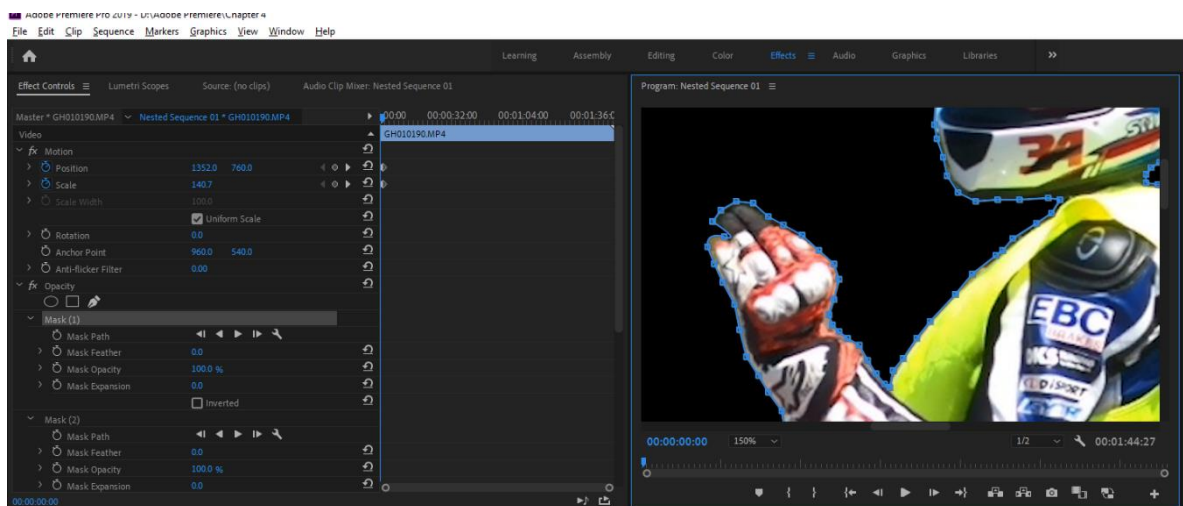 Adobe Premiere Pro 2019 - D:\Adobe Premiere\Chapter 4
File Edit Clip Sequence Markers Graphics View Window Help
Learning Assembly Editing Color Effects Audio Graphics Libraries
Effect Controls Lumetri Scopes Source: (no clips) Audio Clip Mixer: Nested Sequence 01
Program: Nested Sequence 01
Master * GH010190.MP4 Nested Sequence 01 * GH010190.MP4
00:00 00:00:32:00 00:01:04:00 00:01:36:0
Video
GH010190.MP4
fx Motion
Position 1352.0 760.0
Scale 140.7
Scale Width 100.0
Uniform Scale
Rotation 0.0
Anchor Point 960.0 540.0
Anti-flicker Filter 0.00
fx Opacity
Mask (1)
Mask Path
Mask Feather 0.0
Mask Opacity 100.0 %
Mask Expansion 0.0
Inverted
Mask (2)
Mask Path
Mask Feather 0.0
Mask Opacity 100.0 %
Mask Expansion 0.0
00:00:00:00
34
EBC
BRAKES
00:00:00:00 150% 1/2 00:01:44:27